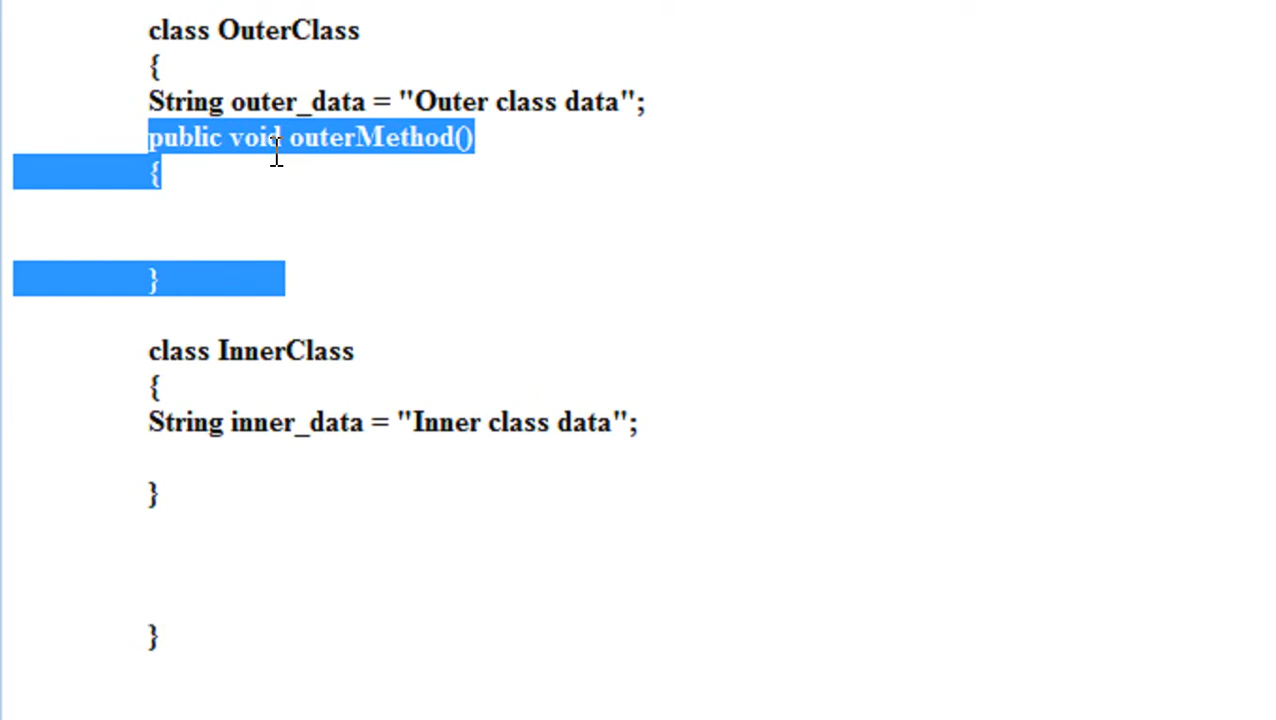 class OuterClass
{
String outer_data = "Outer class data";
public void outerMethod()
{
}
class InnerClass
{
String inner_data = "Inner class data";
}
}